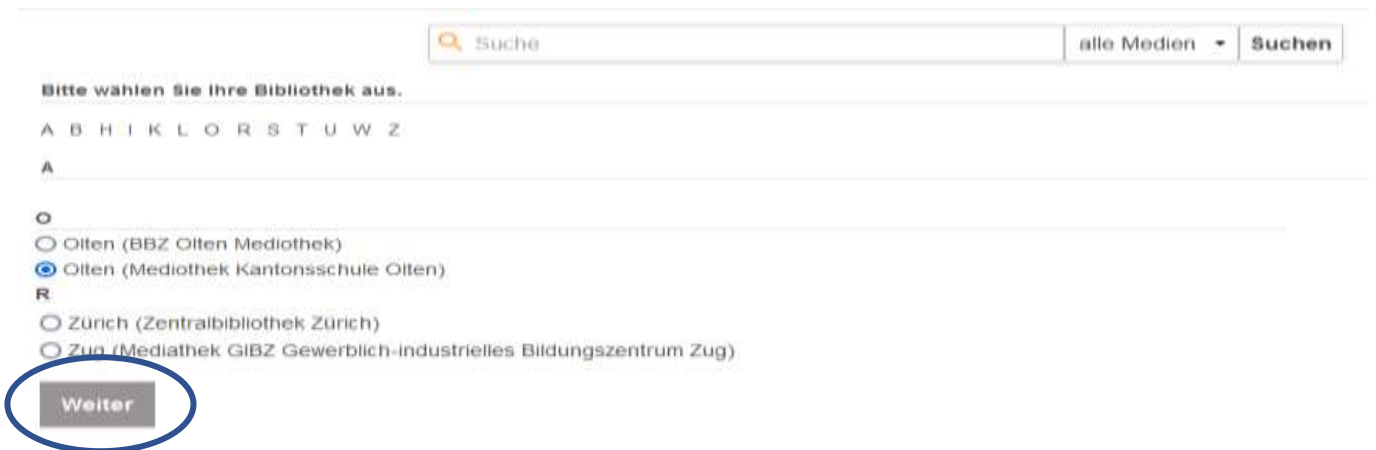 Suche alle Medien Suchen
Bitte wählen Sie Ihre Bibliothek aus.
A B H I K L O R S T U W Z
A
O
Olten (BBZ Olten Mediothek)
Olten (Mediothek Kantonsschule Olten)
R
Zürich (Zentralbibliothek Zürich)
Zug (Mediathek GIBZ Gewerblich-industrielles Bildungszentrum Zug)
Weiter